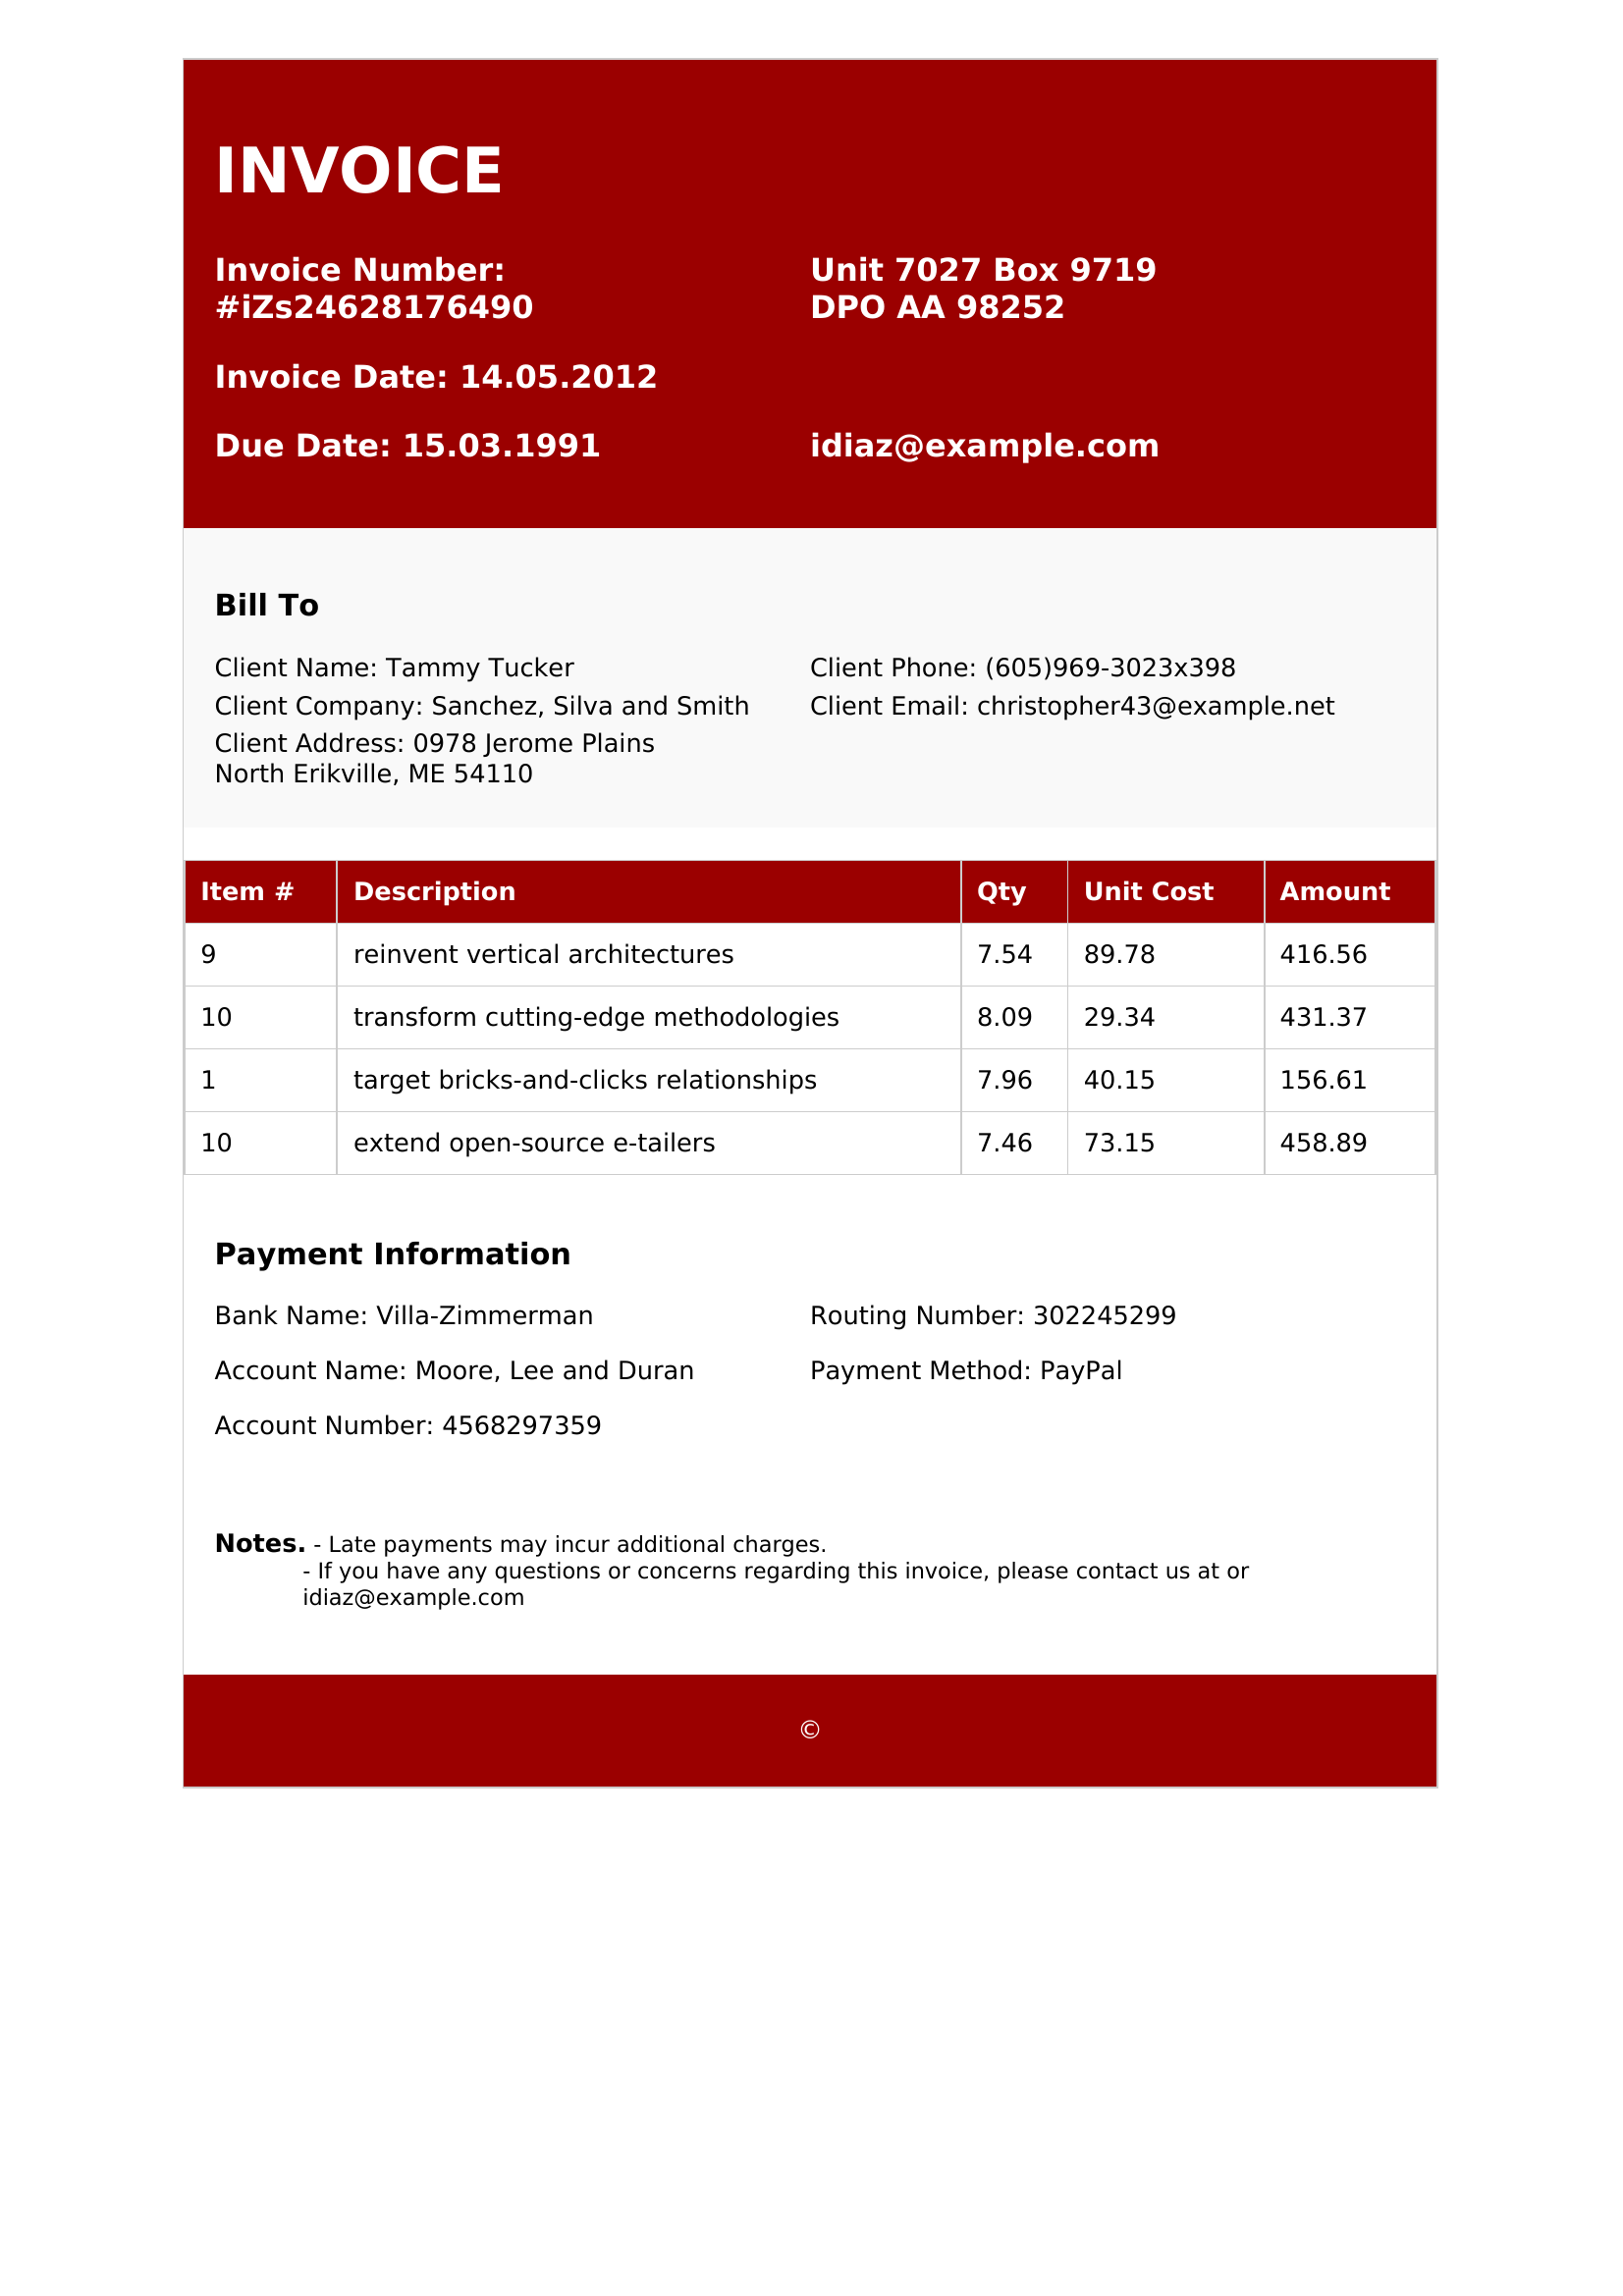 INVOICE
Invoice Number:
#iZs24628176490
Invoice Date: 14.05.2012
Due Date: 15.03.1991
Unit 7027 Box 9719
DPO AA 98252
idiaz@example.com
Bill To
Client Name: Tammy Tucker
Client Company: Sanchez, Silva and Smith
Client Address: 0978 Jerome Plains
North Erikville, ME 54110
Client Phone: (605)969-3023x398
Client Email: christopher43@example.net
Item # Description Qty Unit Cost Amount
9 reinvent vertical architectures 7.54 89.78 416.56
10 transform cutting-edge methodologies 8.09 29.34 431.37
1 target bricks-and-clicks relationships 7.96 40.15 156.61
10 extend open-source e-tailers 7.46 73.15 458.89
Payment Information
Bank Name: Villa-Zimmerman
Account Name: Moore, Lee and Duran
Account Number: 4568297359
Routing Number: 302245299
Payment Method: PayPal
Notes. - Late payments may incur additional charges.
- If you have any questions or concerns regarding this invoice, please contact us at or
idiaz@example.com
©